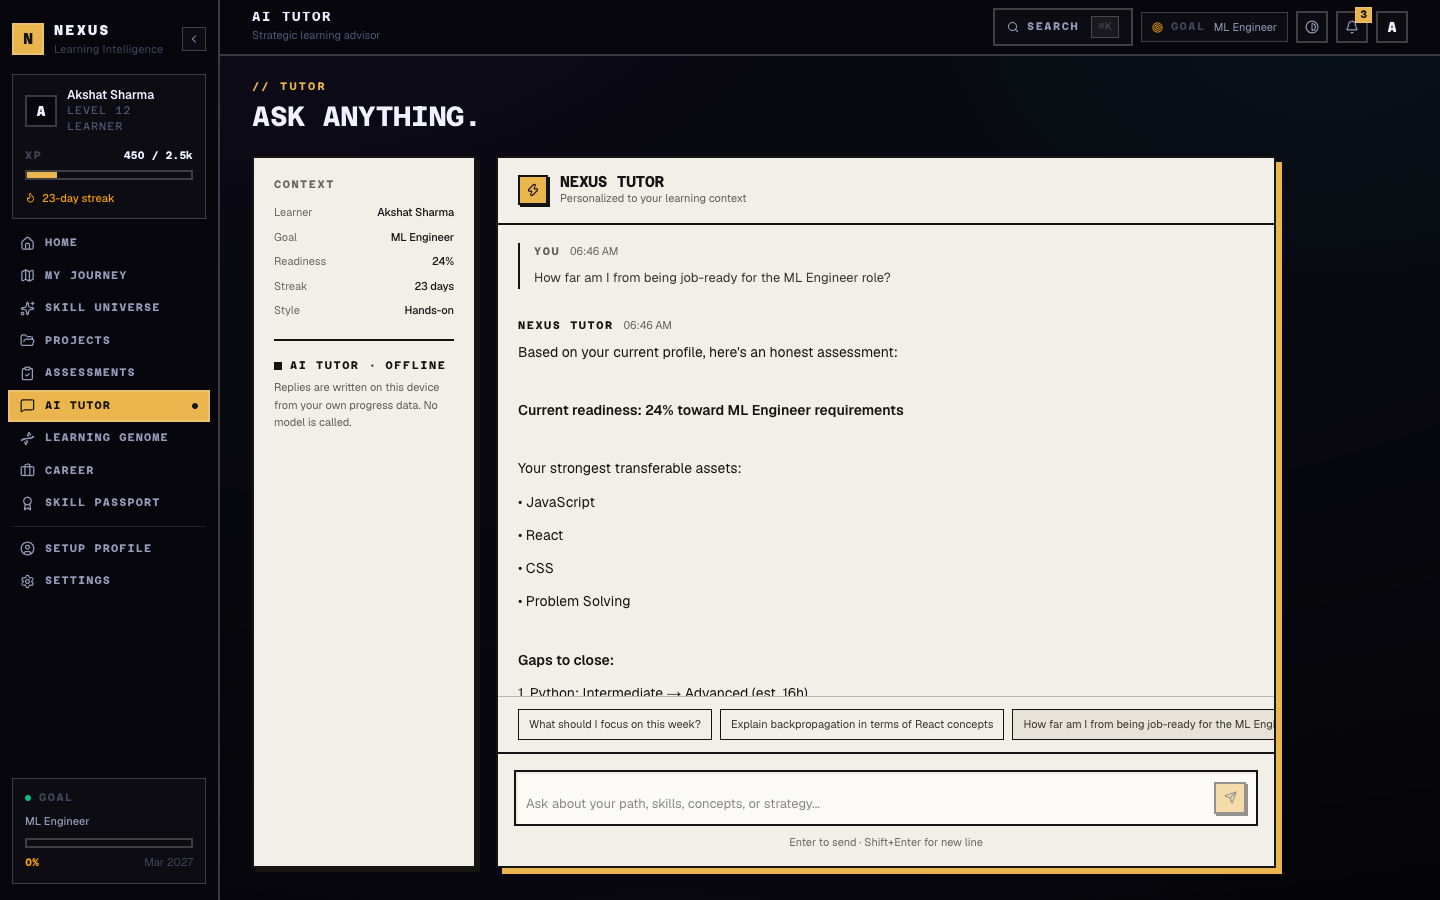 N
NEXUS
Learning Intelligence
A
Akshat Sharma
LEVEL 12
LEARNER
XP
450 / 2.5k
23-day streak
HOME
MY JOURNEY
SKILL UNIVERSE
PROJECTS
ASSESSMENTS
AI TUTOR
LEARNING GENOME
CAREER
SKILL PASSPORT
SETUP PROFILE
SETTINGS
GOAL
ML Engineer
0%
Mar 2027
AI TUTOR
Strategic learning advisor
SEARCH ⌘K
GOAL ML Engineer
3
A
// TUTOR
ASK ANYTHING.
CONTEXT
Learner Akshat Sharma
Goal ML Engineer
Readiness 24%
Streak 23 days
Style Hands-on
AI TUTOR · OFFLINE
Replies are written on this device
from your own progress data. No
model is called.
NEXUS TUTOR
Personalized to your learning context
YOU 06:46 AM
How far am I from being job-ready for the ML Engineer role?
NEXUS TUTOR 06:46 AM
Based on your current profile, here's an honest assessment:
Current readiness: 24% toward ML Engineer requirements
Your strongest transferable assets:
• JavaScript
• React
• CSS
• Problem Solving
Gaps to close:
1. Python: Intermediate → Advanced (est. 16h)
What should I focus on this week?
Explain backpropagation in terms of React concepts
How far am I from being job-ready for the ML Engi
Ask about your path, skills, concepts, or strategy...
Enter to send · Shift+Enter for new line